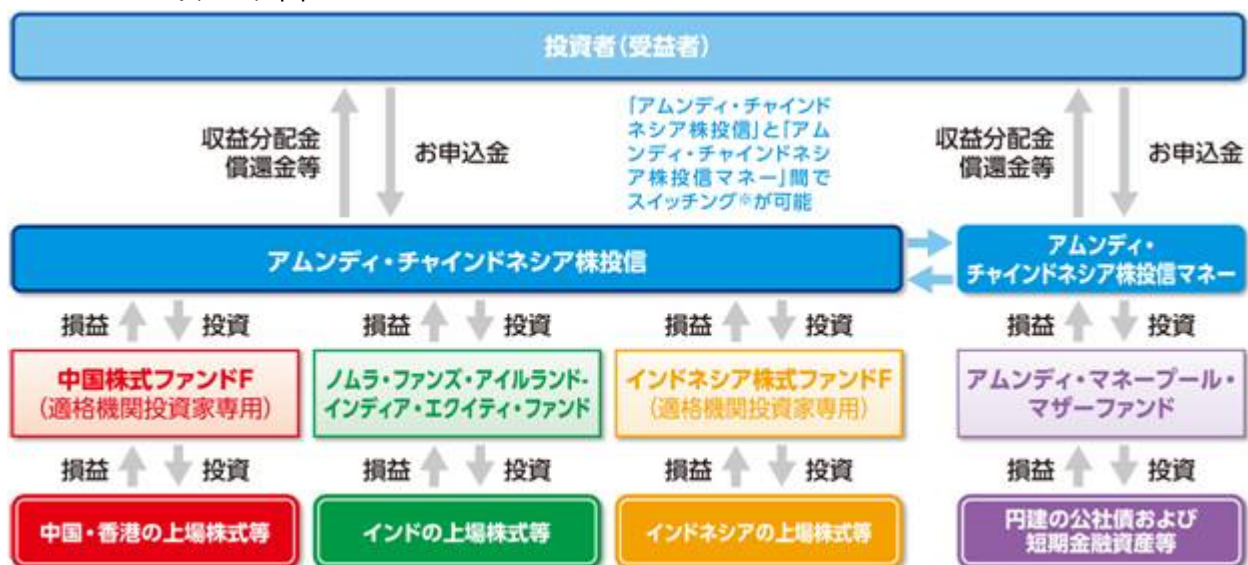 投資者(受益者)
収益分配金
償還金等
お申込金
「アムンディ・チャインド
ネシア株投信」と「アム
ンディ・チャインドネシ
ア株投信マネー」間で
スイッチング※が可能
収益分配金
償還金等
お申込金
アムンディ・チャインドネシア株投信
アムンディ・
チャインドネシア株投信マネー
損益 投資
損益 投資
損益 投資
損益 投資
中国株式ファンドF
(適格機関投資家専用)
ノムラ・ファンズ・アイルランド-
インディア・エクイティ・ファンド
インドネシア株式ファンドF
(適格機関投資家専用)
アムンディ・マネープール・
マザーファンド
損益 投資
損益 投資
損益 投資
損益 投資
中国・香港の上場株式等
インドの上場株式等
インドネシアの上場株式等
円建の公社債および
短期金融資産等